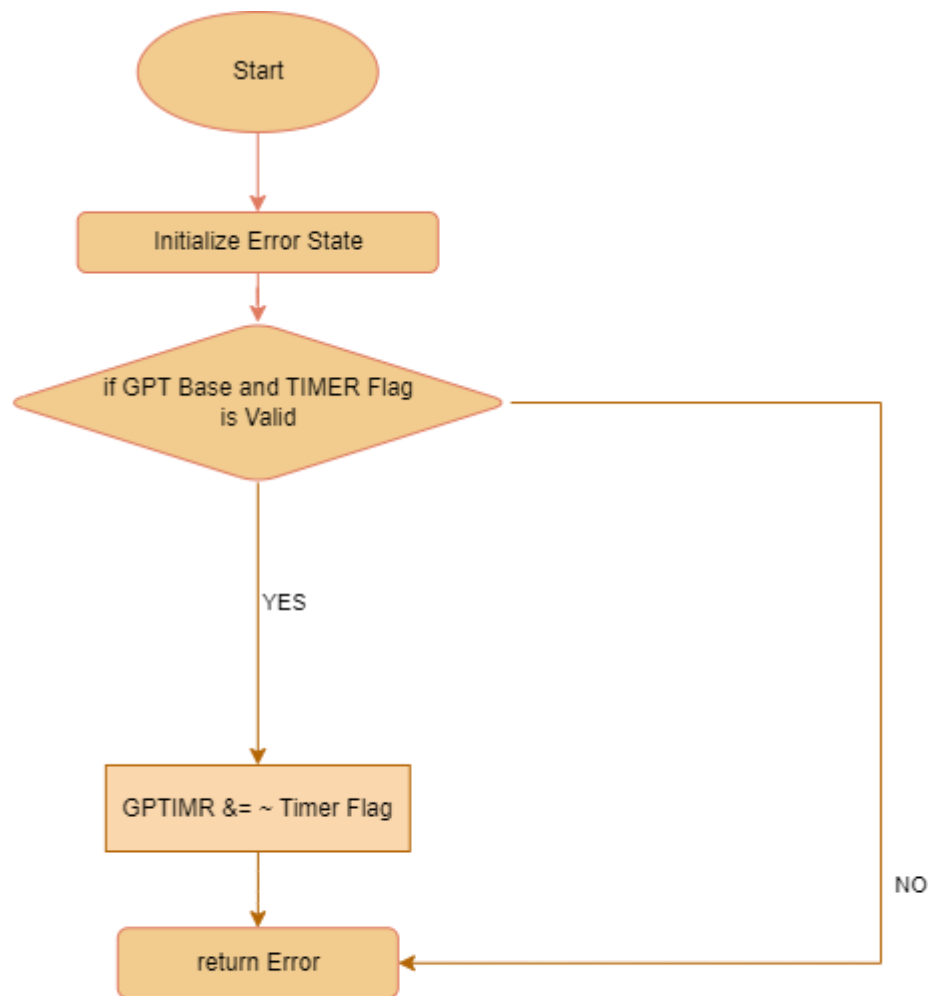 Start
Initialize Error State
if GPT Base and TIMER Flag
is Valid
YES
GPTIMR &= ~ Timer Flag
NO
return Error